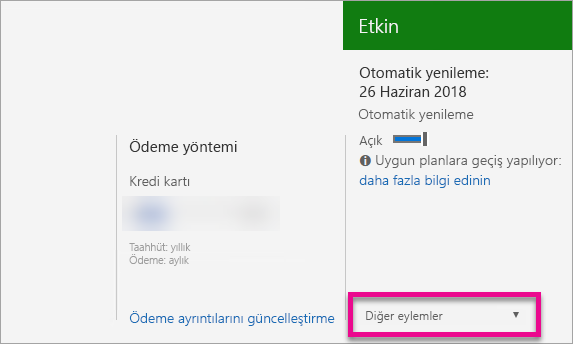 Etkin
Otomatik yenileme:
26 Haziran 2018
Otomatik yenileme
Açık
Uygun planlara geçiş yapılıyor:
daha fazla bilgi edinin
Ödeme yöntemi
Kredi kartı
Taahhüt: yıllık
Ödeme: aylık
Ödeme ayrıntılarını güncelleştirme
Diğer eylemler